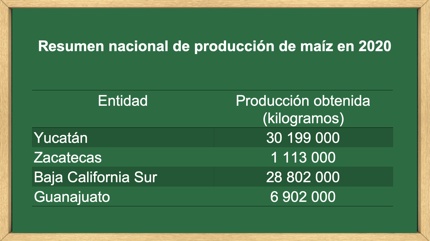 Resumen nacional de producción de maíz en 2020
Entidad Producción obtenida
(kilogramos)
Yucatán 30 199 000
Zacatecas 1 113 000
Baja California Sur 28 802 000
Guanajuato 6 902 000